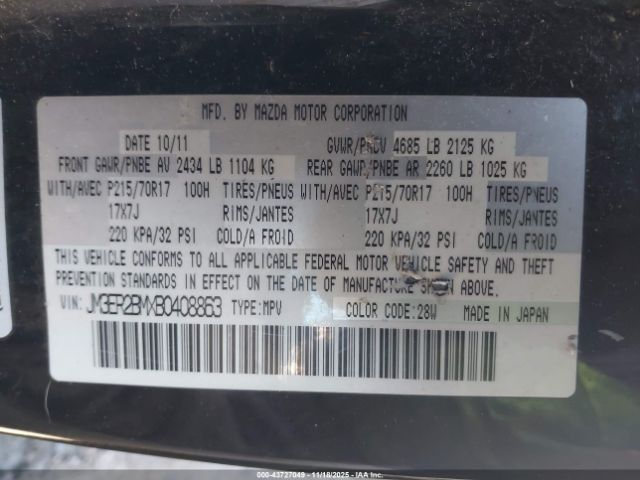 MFD. BY MAZDA MOTOR CORPORATION
DATE 10/11 GVWR/PNBV 4685 LB 2125 KG
FRONT GAWR/PNBE AV 2434 LB 1104 KG REAR GAWR/PNBE AR 2260 LB 1025 KG
WITH/AVEC P215/70R17 100H TIRES/PNEUS WITH/AVEC P215/70R17 100H TIRES/PNEUS
17X7J RIMS/JANTES 17X7J RIMS/JANTES
220 KPA/32 PSI COLD/A FROID 220 KPA/32 PSI COLD/A FROID
THIS VEHICLE CONFORMS TO ALL APPLICABLE FEDERAL MOTOR VEHICLE SAFETY AND THEFT
PREVENTION STANDARDS IN EFFECT ON THE DATE OF MANUFACTURE SHOWN ABOVE.
VIN: JM3ER2BMXB0408863 TYPE:MPV COLOR CODE:28W MADE IN JAPAN
000-43727049 — 11/18/2025 — IAAI.COM